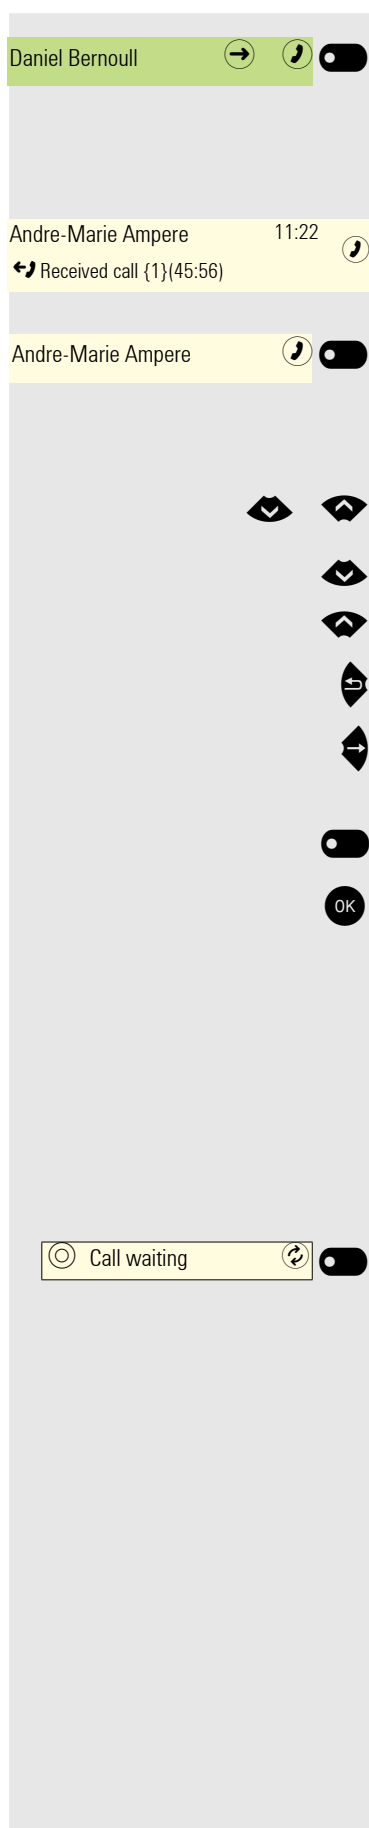 Daniel Bernoull
Andre-Marie Ampere 11:22
Received call {1}(45:56)
Andre-Marie Ampere
OK
Call waiting